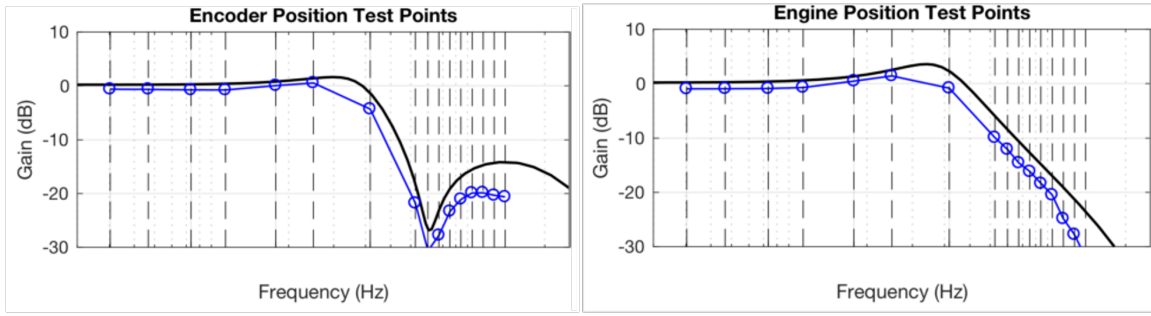 Encoder Position Test Points
10
0
-10
-20
-30
Gain (dB)
Frequency (Hz)
Engine Position Test Points
10
0
-10
-20
-30
Gain (dB)
Frequency (Hz)